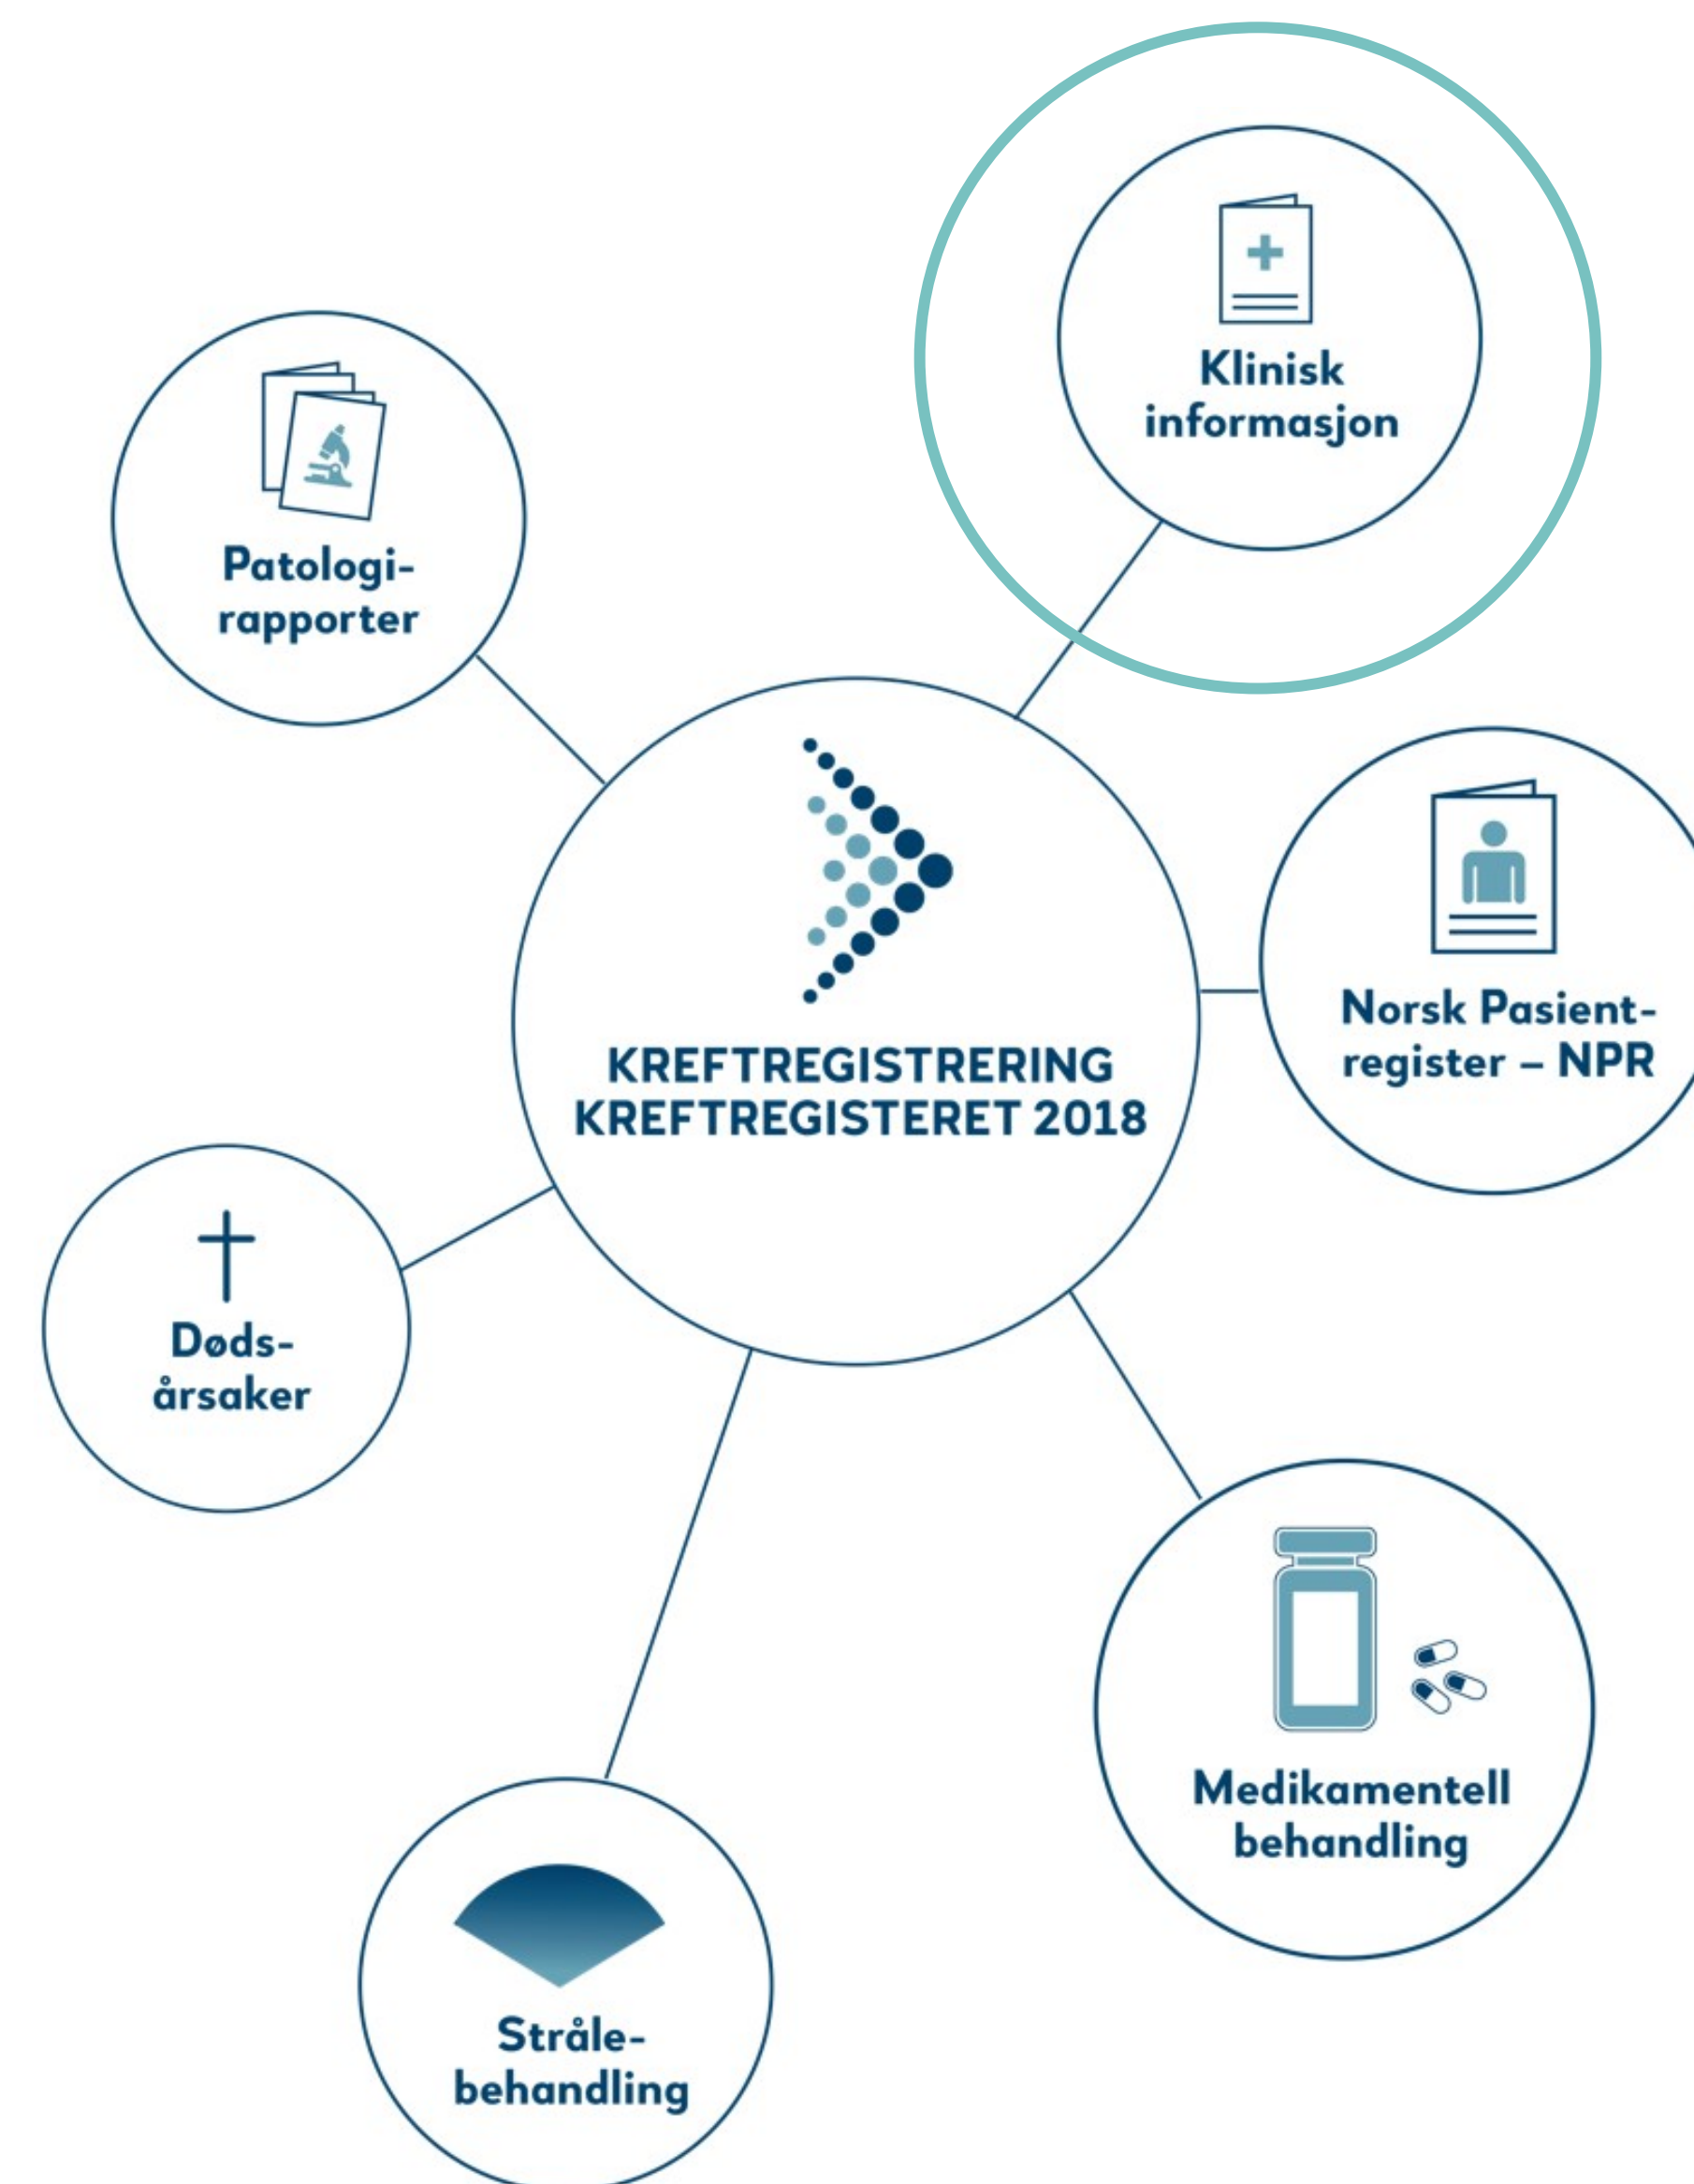 Klinisk
informasjon
Patologi-
rapporter
Norsk Pasient-
register – NPR
KREFTREGISTRERING
KREFTREGISTERET 2018
Døds-
årsaker
Medikamentell
behandling
Stråle-
behandling